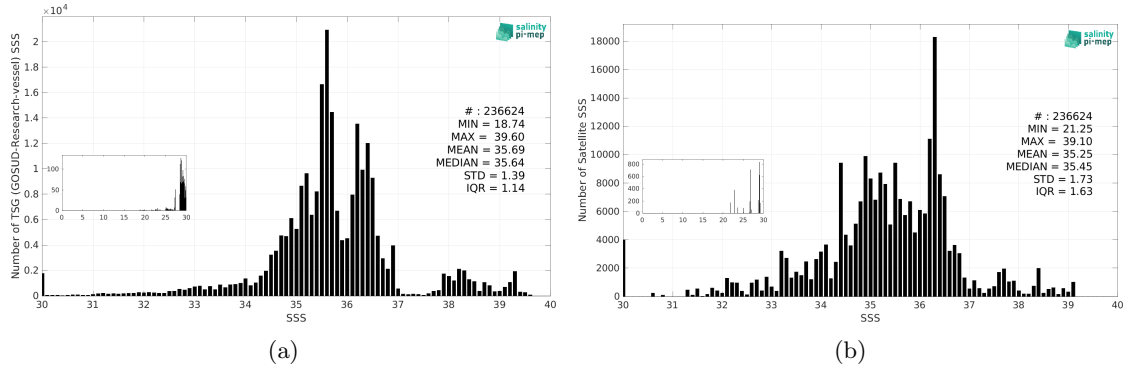 ×10⁴
salinity
pi-mep
Number of TSG (GOSUD-Research-vessel) SSS
2
1.8
1.6
1.4
1.2
1
0.8
0.6
0.4
0.2
0
# : 236624
MIN = 18.74
MAX = 39.60
MEAN = 35.69
MEDIAN = 35.64
STD = 1.39
IQR = 1.14
100
50
0
0 5 10 15 20 25 30
30 31 32 33 34 35 36 37 38 39 40
SSS
(a)
salinity
pi-mep
Number of Satellite SSS
18000
16000
14000
12000
10000
8000
6000
4000
2000
0
# : 236624
MIN = 21.25
MAX = 39.10
MEAN = 35.25
MEDIAN = 35.45
STD = 1.73
IQR = 1.63
800
600
400
200
0
0 5 10 15 20 25 30
30 31 32 33 34 35 36 37 38 39 40
SSS
(b)